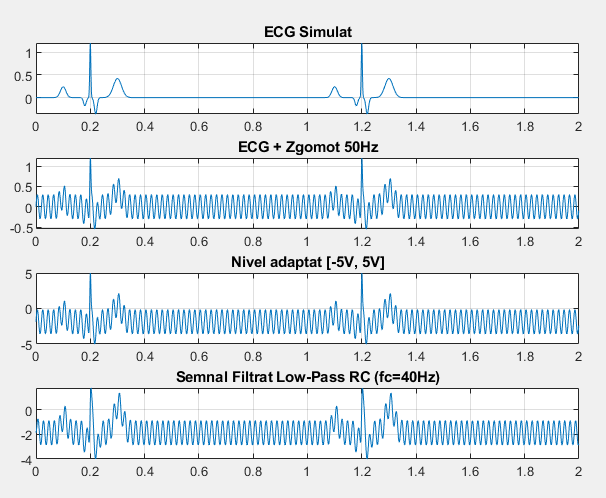 ECG Simulat
1
0.5
0
0 0.2 0.4 0.6 0.8 1 1.2 1.4 1.6 1.8 2
ECG + Zgomot 50Hz
1
0.5
0
-0.5
0 0.2 0.4 0.6 0.8 1 1.2 1.4 1.6 1.8 2
Nivel adaptat [-5V, 5V]
5
0
-5
0 0.2 0.4 0.6 0.8 1 1.2 1.4 1.6 1.8 2
Semnal Filtrat Low-Pass RC (fc=40Hz)
0
-2
-4
0 0.2 0.4 0.6 0.8 1 1.2 1.4 1.6 1.8 2